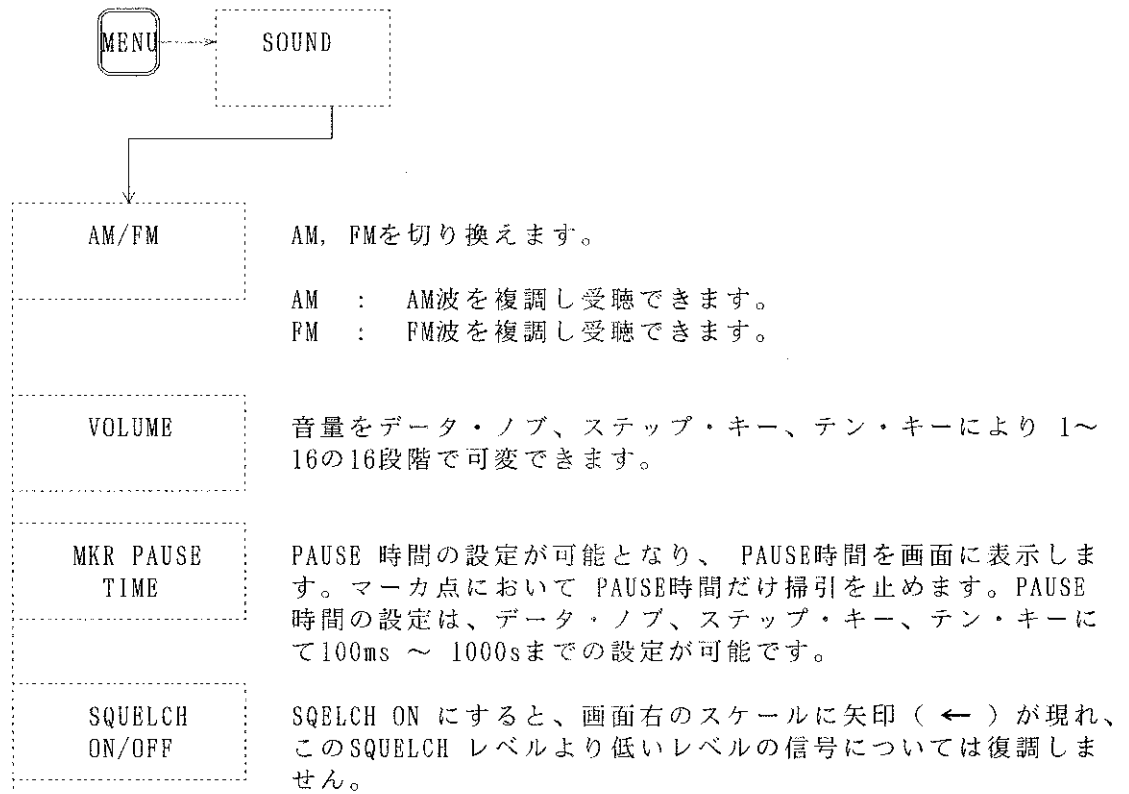 MENU
SOUND
AM/FM
AM, FMを切り換えます。
AM : AM波を複調し受聴できます。
FM : FM波を複調し受聴できます。
VOLUME
音量をデータ・ノブ、ステップ・キー、テン・キーにより 1～
16の16段階で可変できます。
MKR PAUSE
TIME
PAUSE 時間の設定が可能となり、 PAUSE時間を画面に表示しま
す。マーカ点において PAUSE時間だけ掃引を止めます。PAUSE
時間の設定は、データ・ノブ、ステップ・キー、テン・キーに
て100ms ～ 1000sまでの設定が可能です。
SQUELCH
ON/OFF
SQELCH ON にすると、画面右のスケールに矢印（ ← ）が現れ、
このSQUELCH レベルより低いレベルの信号については復調しま
せん。